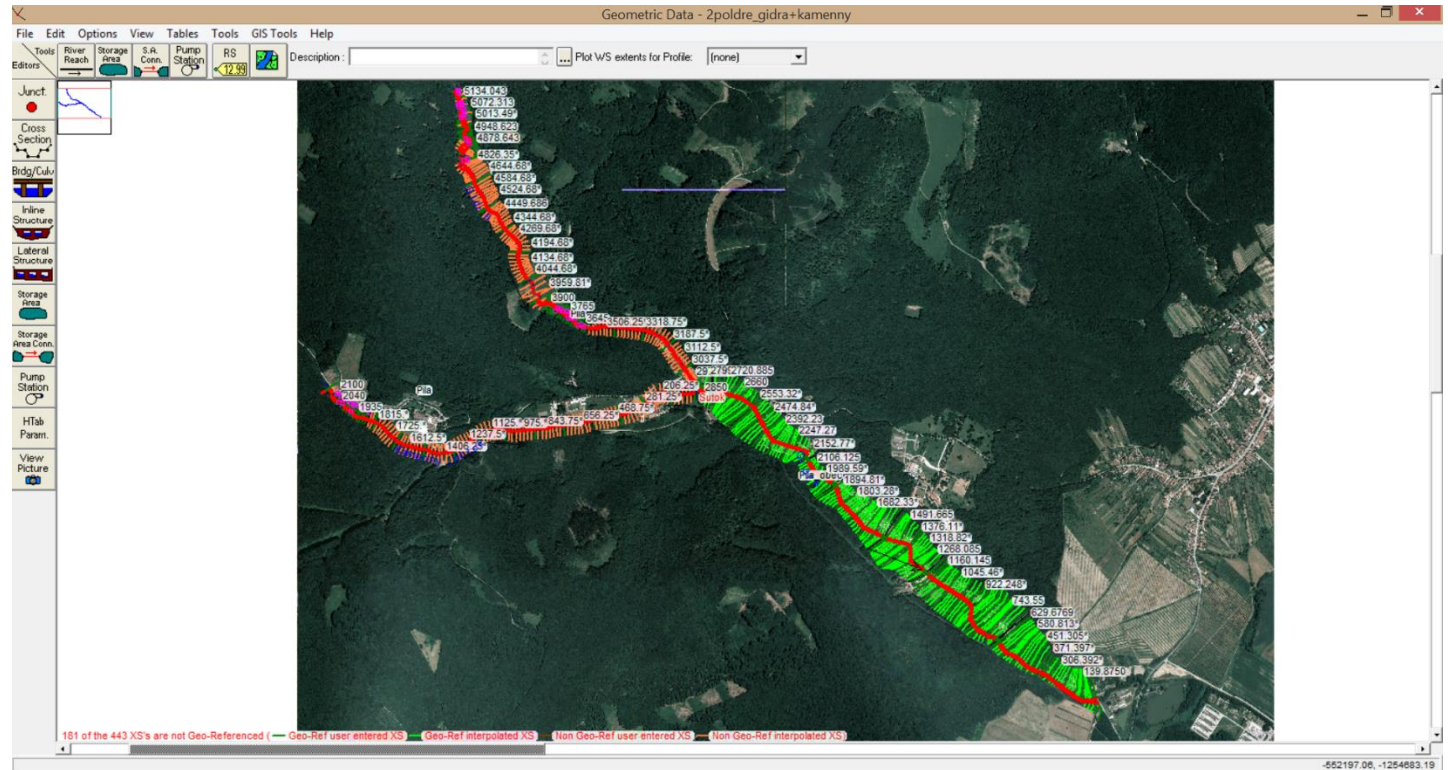 Geometric Data - 2poldre_gidra+kamenny
File Edit Options View Tables Tools GIS Tools Help
Tools
Editors
River
Reach
Storage
Area
S.A.
Conn.
Pump
Station
RS
12.99
Description :
...
Plot WS extents for Profile:
(none)
Junct.
Cross
Section
Brdg/Culv
Inline
Structure
Lateral
Structure
Storage
Area
Storage
Area Conn.
Pump
Station
HTab
Param.
View
Picture
5134.043
5072.313
5013.49*
4948.623
4878.643
4826.35*
4644.68*
4584.68*
4524.68*
4449.686
4344.68*
4269.68*
4194.68*
4134.68*
4044.68*
3959.81*
3900
3765
3506.25*
3318.75*
3187.5*
3112.5*
3037.5*
2720.885
2850
2660
Sutok
2553.32*
2474.84*
2392.23
2247.27
2152.77*
2106.125
1989.59*
1894.81*
1803.28*
1682.33*
1491.665
1376.11*
1318.82*
1268.085
1160.145
1045.46*
922.248*
743.55
629.6769
580.813*
451.305*
371.397*
306.392*
139.8750
2100
2040
1935
Pila
1815.*
1725.*
1612.5*
1406.25*
1237.5*
1125.*
975.*
843.75*
656.25*
468.75*
281.25*
206.25*
181 of the 443 XS's are not Geo-Referenced ( — Geo-Ref user entered XS — Geo-Ref interpolated XS — Non Geo-Ref user entered XS — Non Geo-Ref interpolated XS)
-552197.06, -1254683.19